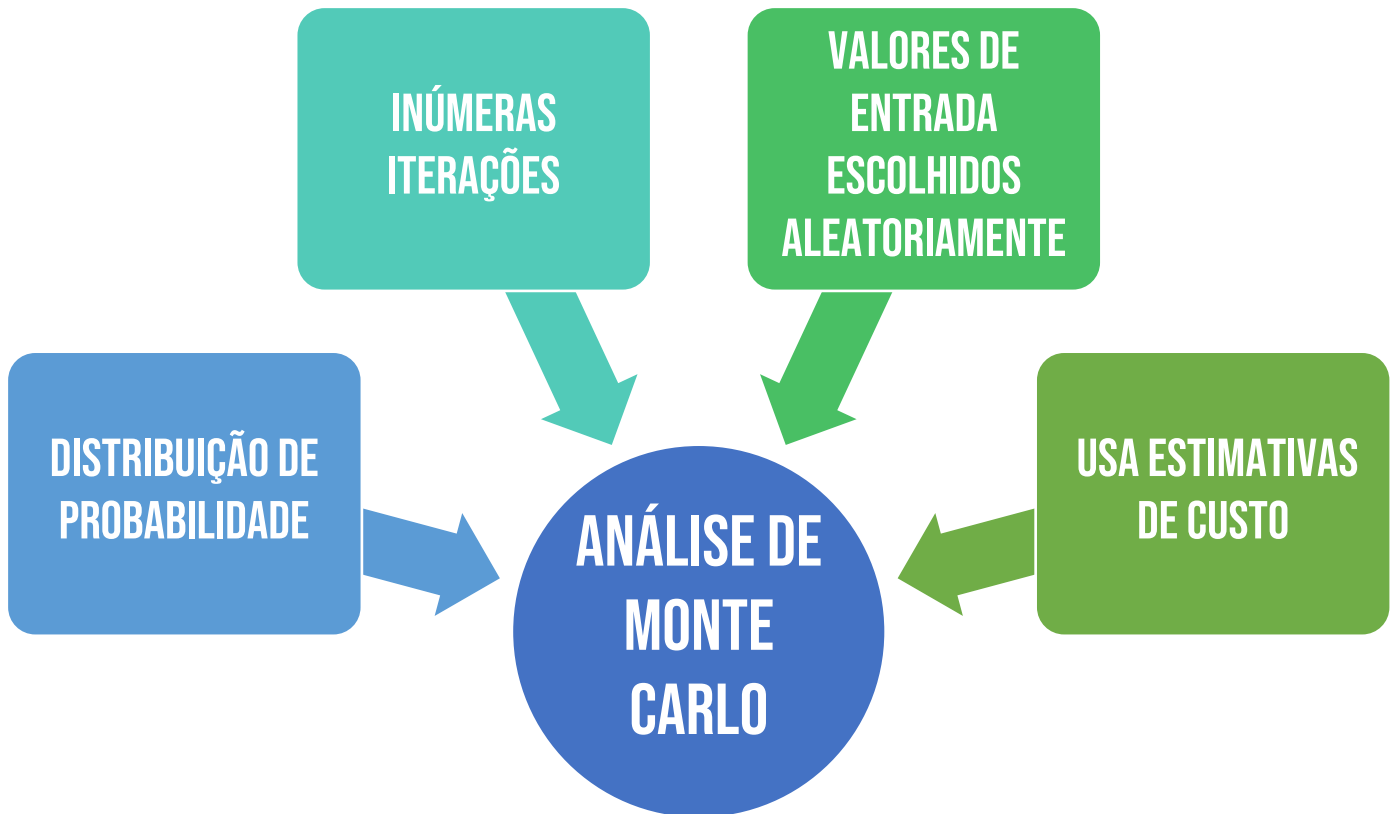 INÚMERAS
ITERAÇÕES
VALORES DE
ENTRADA
ESCOLHIDOS
ALEATORIAMENTE
DISTRIBUIÇÃO DE
PROBABILIDADE
USA ESTIMATIVAS
DE CUSTO
ANÁLISE DE
MONTE
CARLO